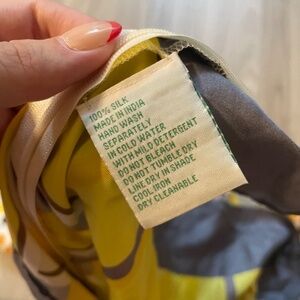 100% SILK
MADE IN INDIA
HAND WASH
SEPARATELY
IN COLD WATER
WITH MILD DETERGENT
DO NOT BLEACH
DO NOT TUMBLE DRY
LINE DRY IN SHADE
COOL IRON
DRY CLEANABLE